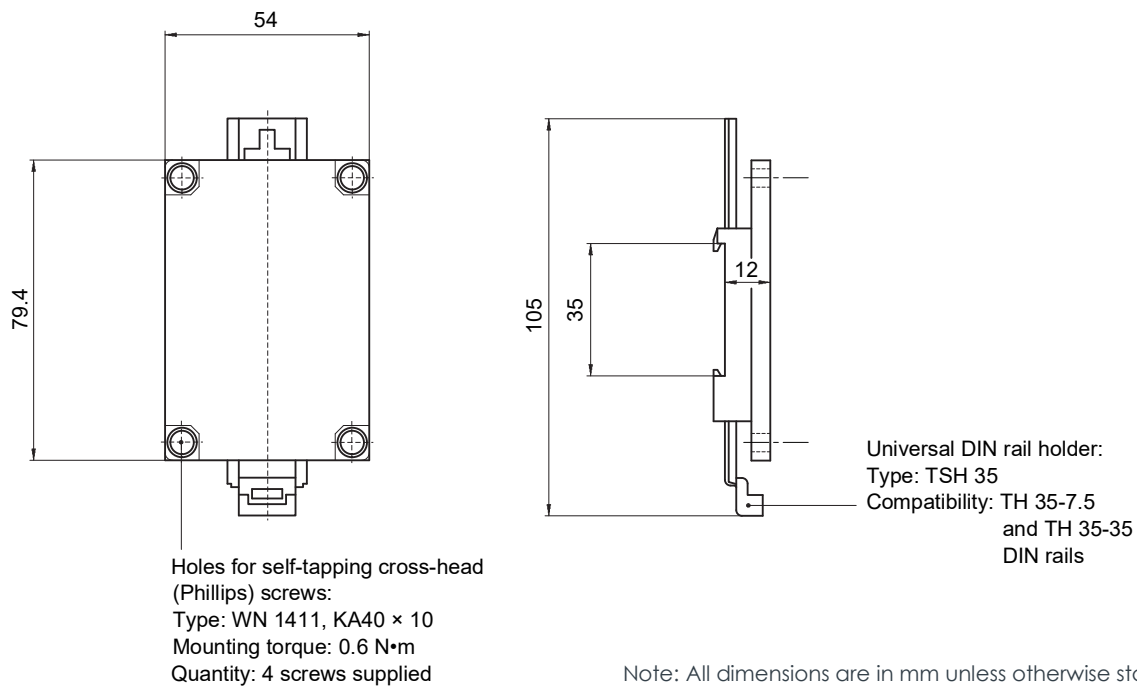 54
79.4
105
35
12
Universal DIN rail holder:
Type: TSH 35
Compatibility: TH 35-7.5
and TH 35-35
DIN rails
Holes for self-tapping cross-head
(Phillips) screws:
Type: WN 1411, KA40 × 10
Mounting torque: 0.6 N•m
Quantity: 4 screws supplied
Note: All dimensions are in mm unless otherwise